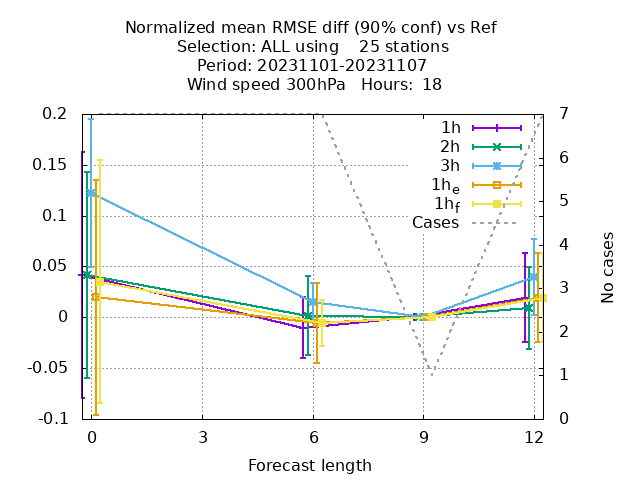 Normalized mean RMSE diff (90% conf) vs Ref
Selection: ALL using    25 stations
Period: 20231101-20231107
Wind speed 300hPa   Hours:  18
0.2
0.15
0.1
0.05
0
-0.05
-0.1
7
6
5
4
3
2
1
0
1h
2h
3h
1he
1hf
Cases
No cases
0 3 6 9 12
Forecast length